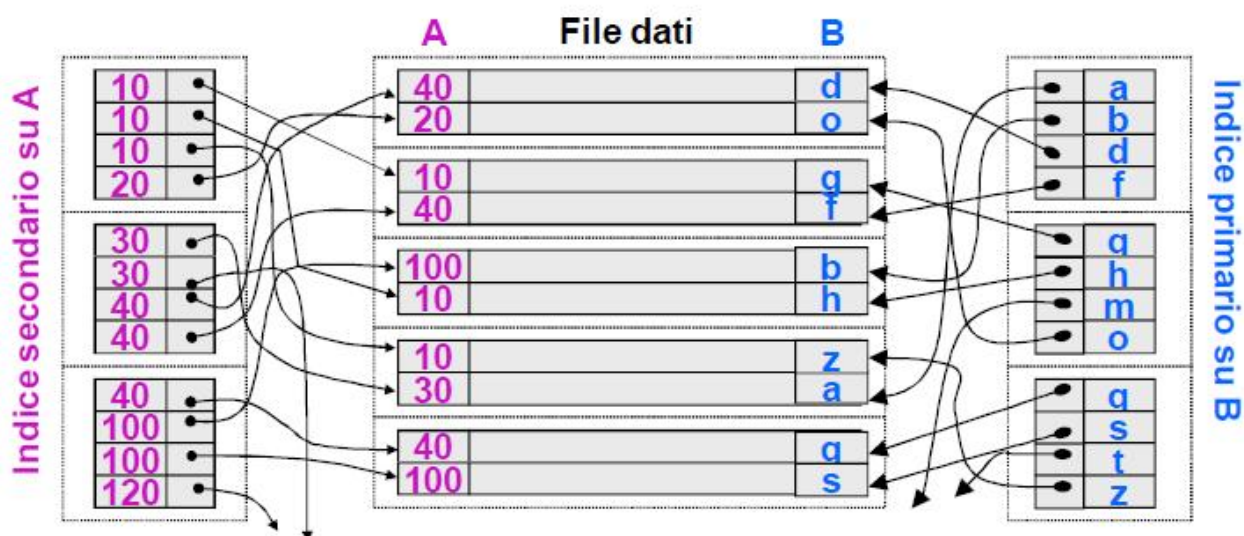 Indice secondario su A
10
10
10
20
30
30
40
40
40
100
100
120
A File dati B
40 d
20 o
10 g
40 f
100 b
10 h
10 z
30 a
40 q
100 s
a
b
d
f
g
h
m
o
q
s
t
z
Indice primario su B